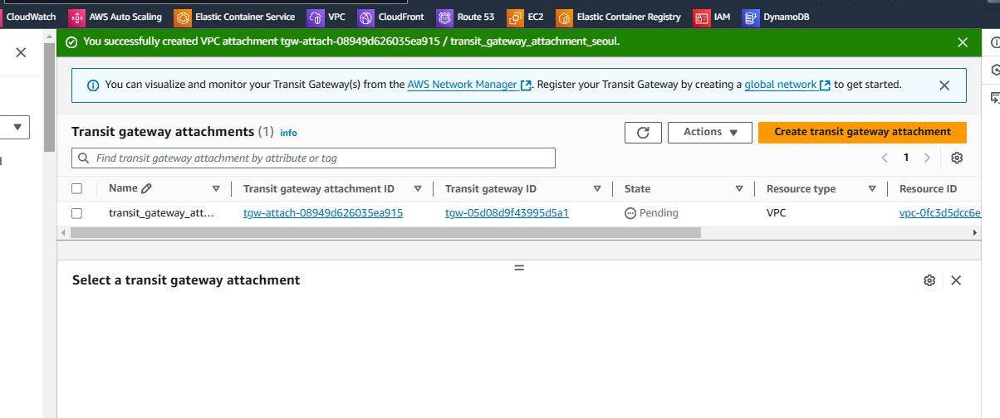 CloudWatch AWS Auto Scaling Elastic Container Service VPC CloudFront Route 53 EC2 Elastic Container Registry IAM DynamoDB
You successfully created VPC attachment tgw-attach-08949d626035ea915 / transit_gateway_attachment_seoul.
You can visualize and monitor your Transit Gateway(s) from the AWS Network Manager. Register your Transit Gateway by creating a global network to get started.
Transit gateway attachments (1) info
Actions
Create transit gateway attachment
Find transit gateway attachment by attribute or tag
1
Name Transit gateway attachment ID Transit gateway ID State Resource type Resource ID
transit_gateway_att... tgw-attach-08949d626035ea915 tgw-05d08d9f43995d5a1 Pending VPC vpc-0fc3d5dcc6e
Select a transit gateway attachment